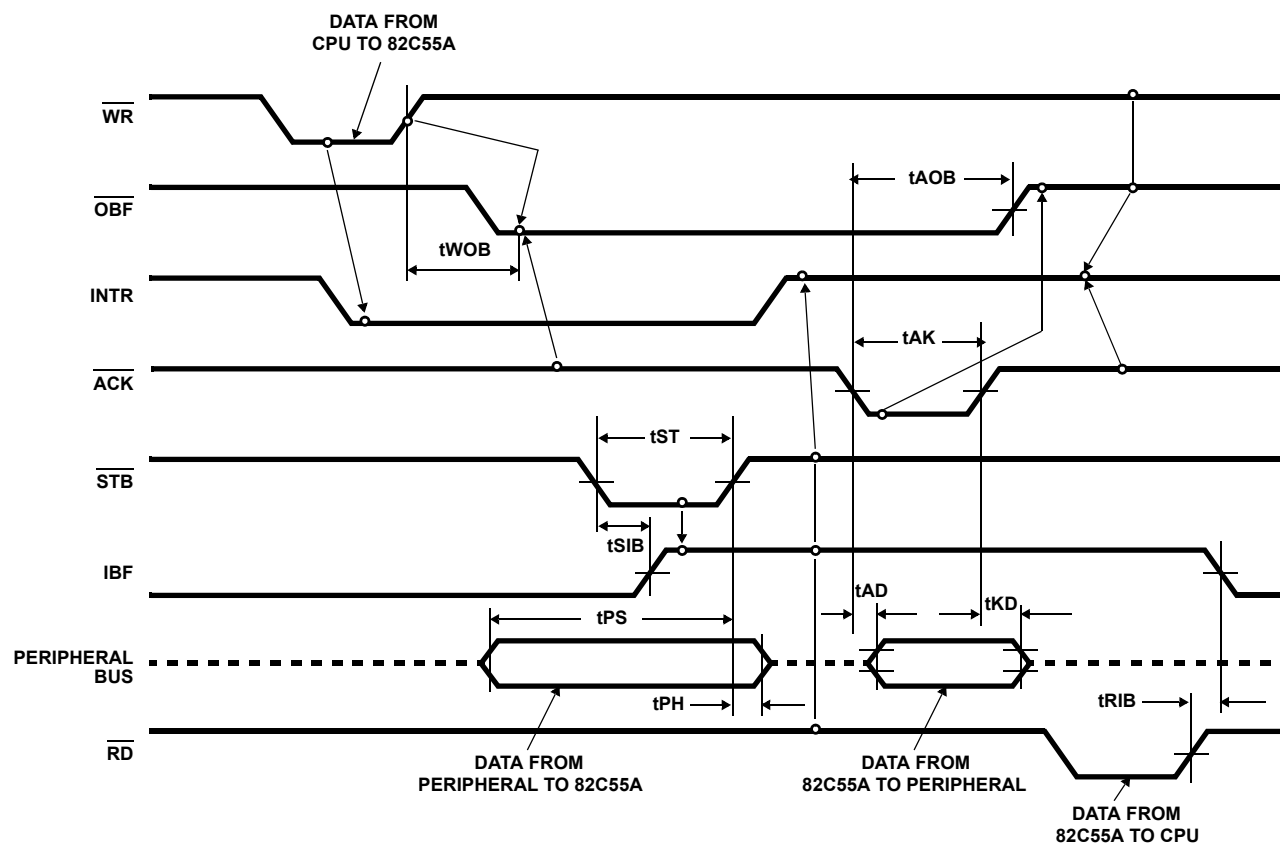 DATA FROM
CPU TO 82C55A
WR
OBF
tAOB
tWOB
INTR
tAK
ACK
tST
STB
tSIB
IBF
tAD
tKD
tPS
PERIPHERAL
BUS
tPH
tRIB
RD
DATA FROM
PERIPHERAL TO 82C55A
DATA FROM
82C55A TO PERIPHERAL
DATA FROM
82C55A TO CPU